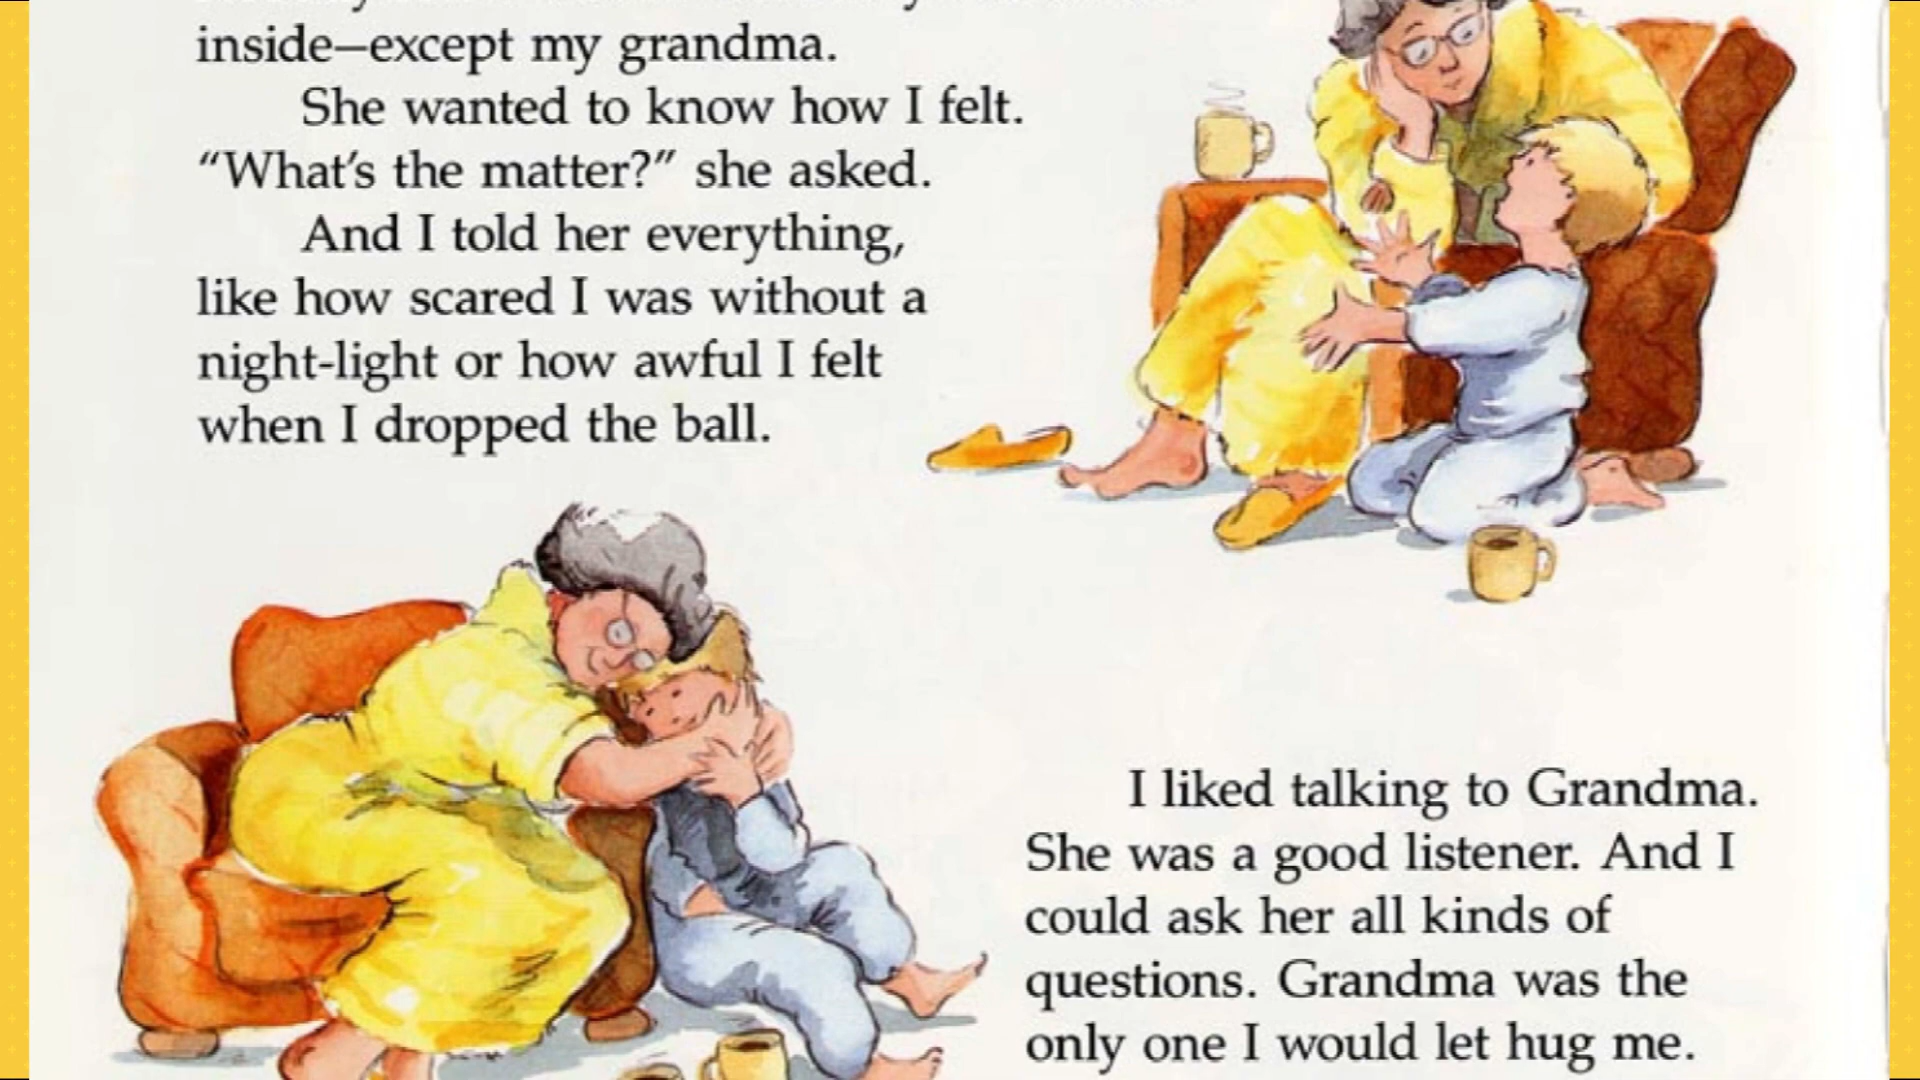 inside—except my grandma.
She wanted to know how I felt.
“What’s the matter?” she asked.
And I told her everything,
like how scared I was without a
night-light or how awful I felt
when I dropped the ball.
I liked talking to Grandma.
She was a good listener. And I
could ask her all kinds of
questions. Grandma was the
only one I would let hug me.